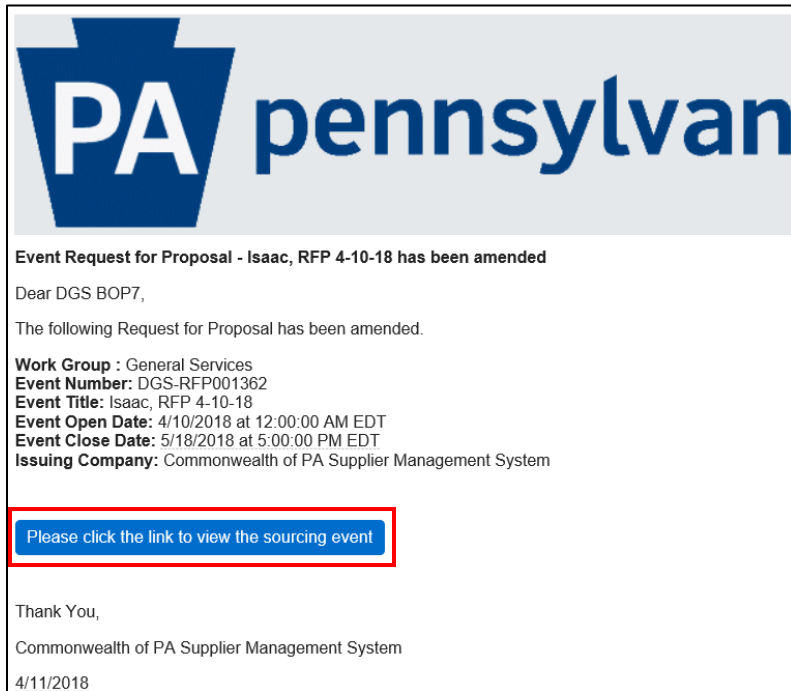 PA pennsylvan
Event Request for Proposal - Isaac, RFP 4-10-18 has been amended
Dear DGS BOP7,
The following Request for Proposal has been amended.
Work Group : General Services
Event Number: DGS-RFP001362
Event Title: Isaac, RFP 4-10-18
Event Open Date: 4/10/2018 at 12:00:00 AM EDT
Event Close Date: 5/18/2018 at 5:00:00 PM EDT
Issuing Company: Commonwealth of PA Supplier Management System
Please click the link to view the sourcing event
Thank You,
Commonwealth of PA Supplier Management System
4/11/2018